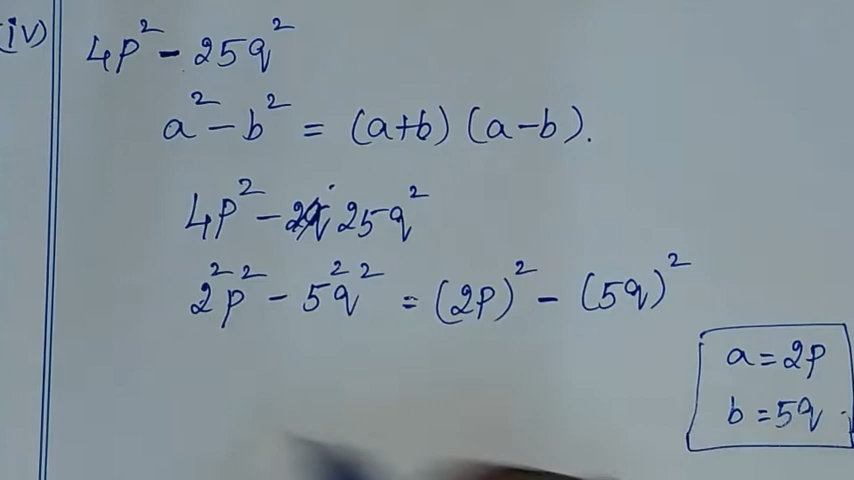 (iv) 4p² - 25q²
a² - b² = (a+b) (a-b).
4p² - 25q²
2²p² - 5²q² = (2p)² - (5q)²
a = 2p
b = 5q